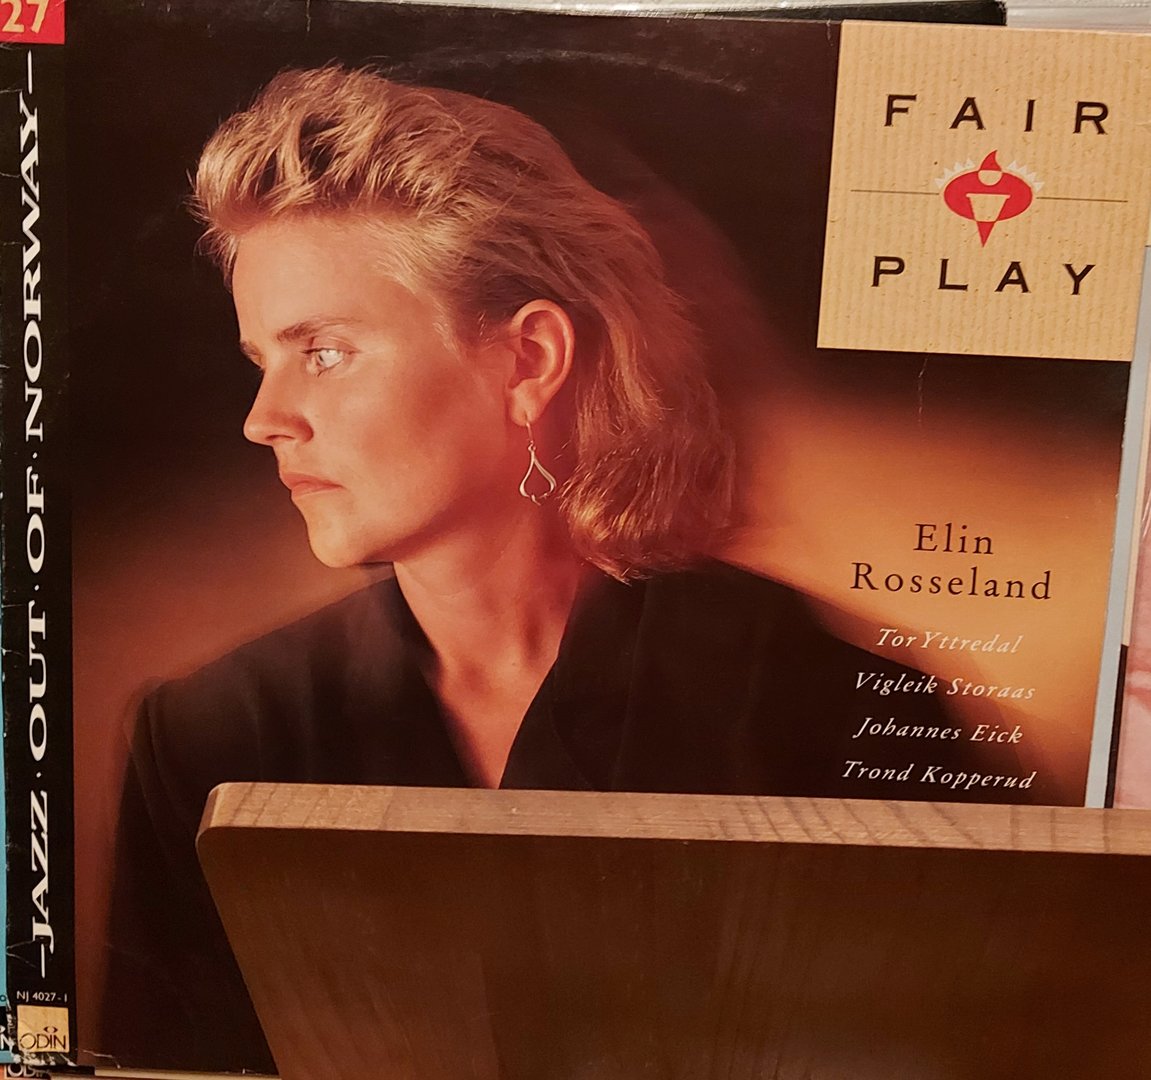 27
JAZZ·OUT·OF·NORWAY
FAIR
PLAY
Elin
Rosseland
Tor Yttredal
Vigleik Storaas
Johannes Eick
Trond Kopperud
NJ 4027-1
ODIN